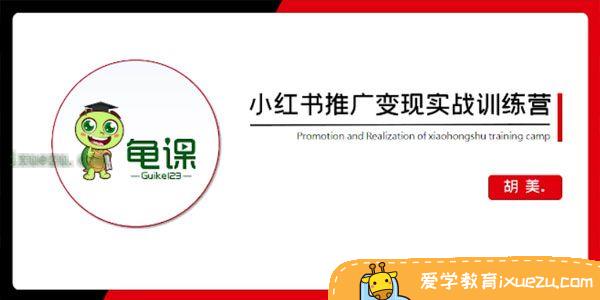 小红书推广变现实战训练营
Promotion and Realization of xiaohongshu training camp
龟课
Guike123
ixuezu.c
胡 美.
爱学教育ixuezu.com